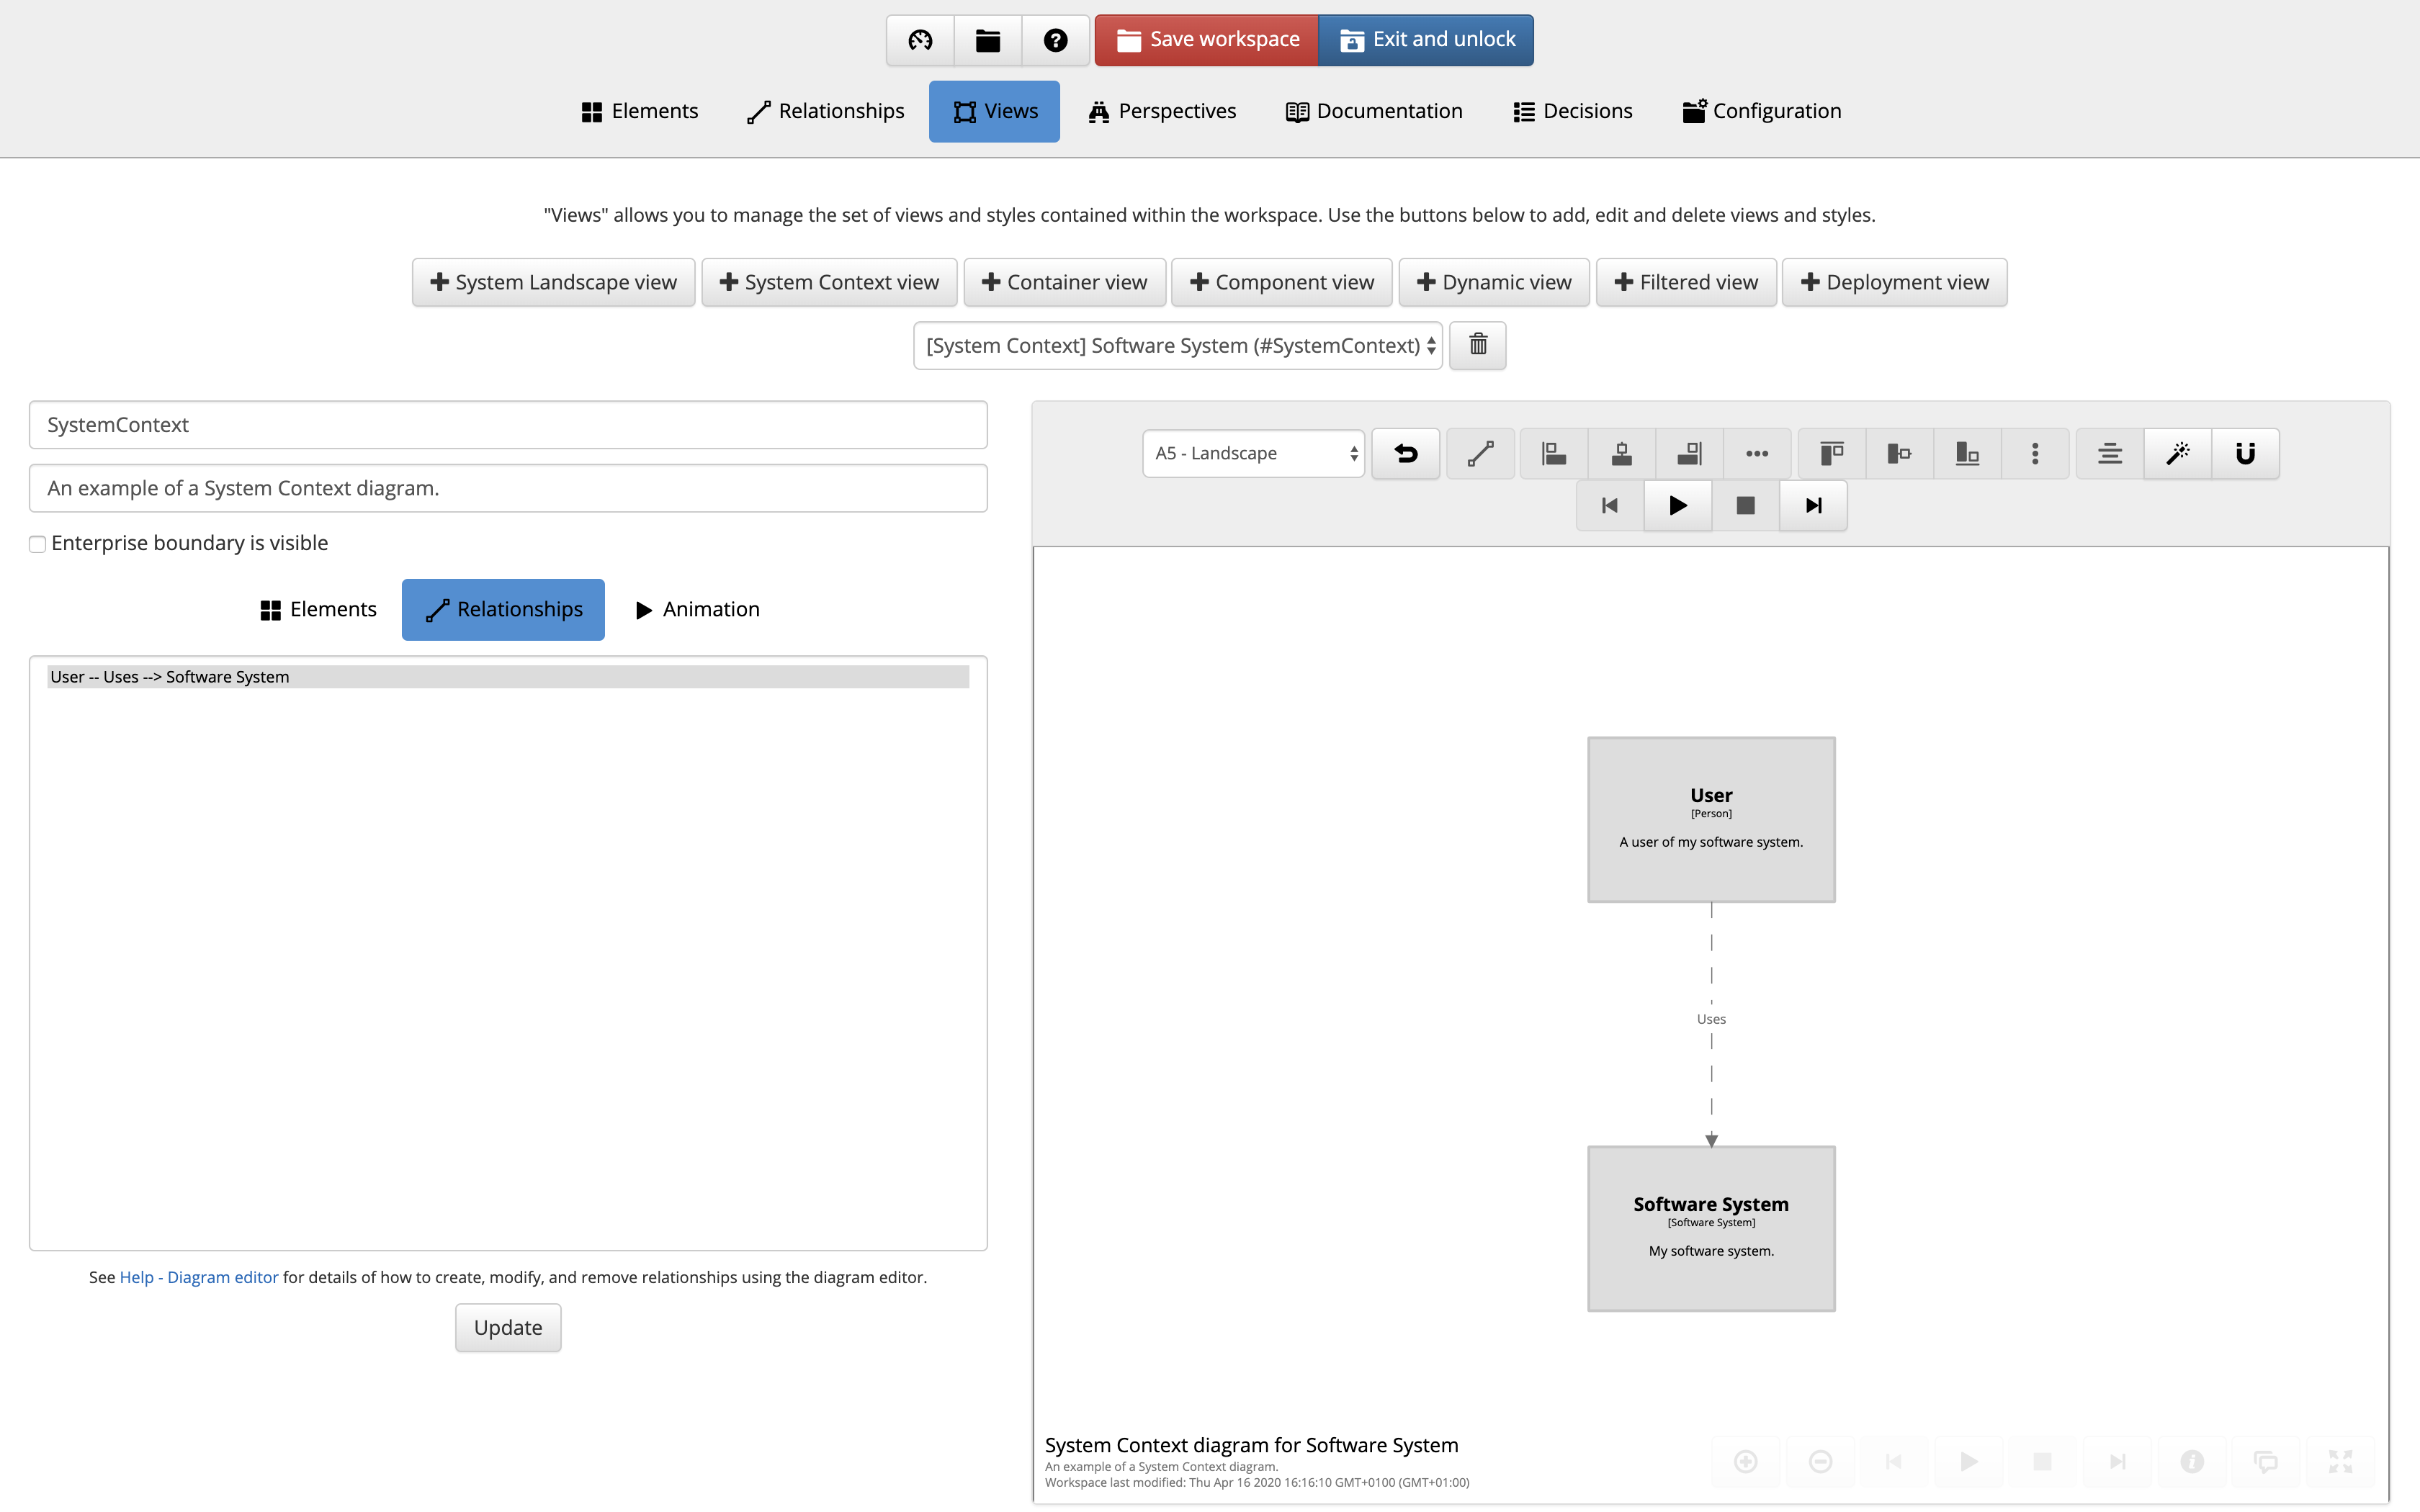 Save workspace
Exit and unlock
Elements
Relationships
Views
Perspectives
Documentation
Decisions
Configuration
"Views" allows you to manage the set of views and styles contained within the workspace. Use the buttons below to add, edit and delete views and styles.
System Landscape view
System Context view
Container view
Component view
Dynamic view
Filtered view
Deployment view
[System Context] Software System (#SystemContext)
SystemContext
An example of a System Context diagram.
Enterprise boundary is visible
Elements
Relationships
Animation
User -- Uses --> Software System
See Help - Diagram editor for details of how to create, modify, and remove relationships using the diagram editor.
Update
A5 - Landscape
User
[Person]
A user of my software system.
Uses
Software System
[Software System]
My software system.
System Context diagram for Software System
An example of a System Context diagram.
Workspace last modified: Thu Apr 16 2020 16:16:10 GMT+0100 (GMT+01:00)